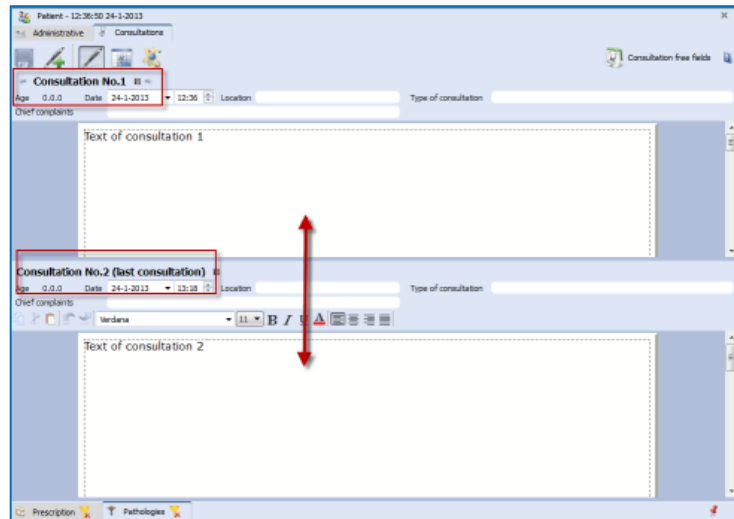 Patient - 12:36:50 24-1-2013
Administrative Consultations
Consultation free fields
Consultation No.1
Age 0.0.0 Date 24-1-2013 12:36 Location Type of consultation
Chief complaints
Text of consultation 1
Consultation No.2 (last consultation)
Age 0.0.0 Date 24-1-2013 13:18 Location Type of consultation
Chief complaints
Verdana 11 B I U A
Text of consultation 2
Prescription Pathologies